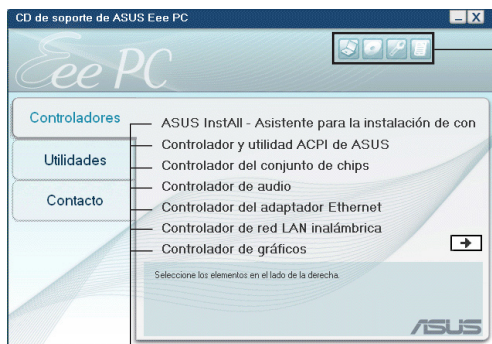 CD de soporte de ASUS Eee PC
Eee PC
Controladores
Utilidades
Contacto
ASUS InstAll - Asistente para la instalación de con
Controlador y utilidad ACPI de ASUS
Controlador del conjunto de chips
Controlador de audio
Controlador del adaptador Ethernet
Controlador de red LAN inalámbrica
Controlador de gráficos
Seleccione los elementos en el lado de la derecha.
ASUS